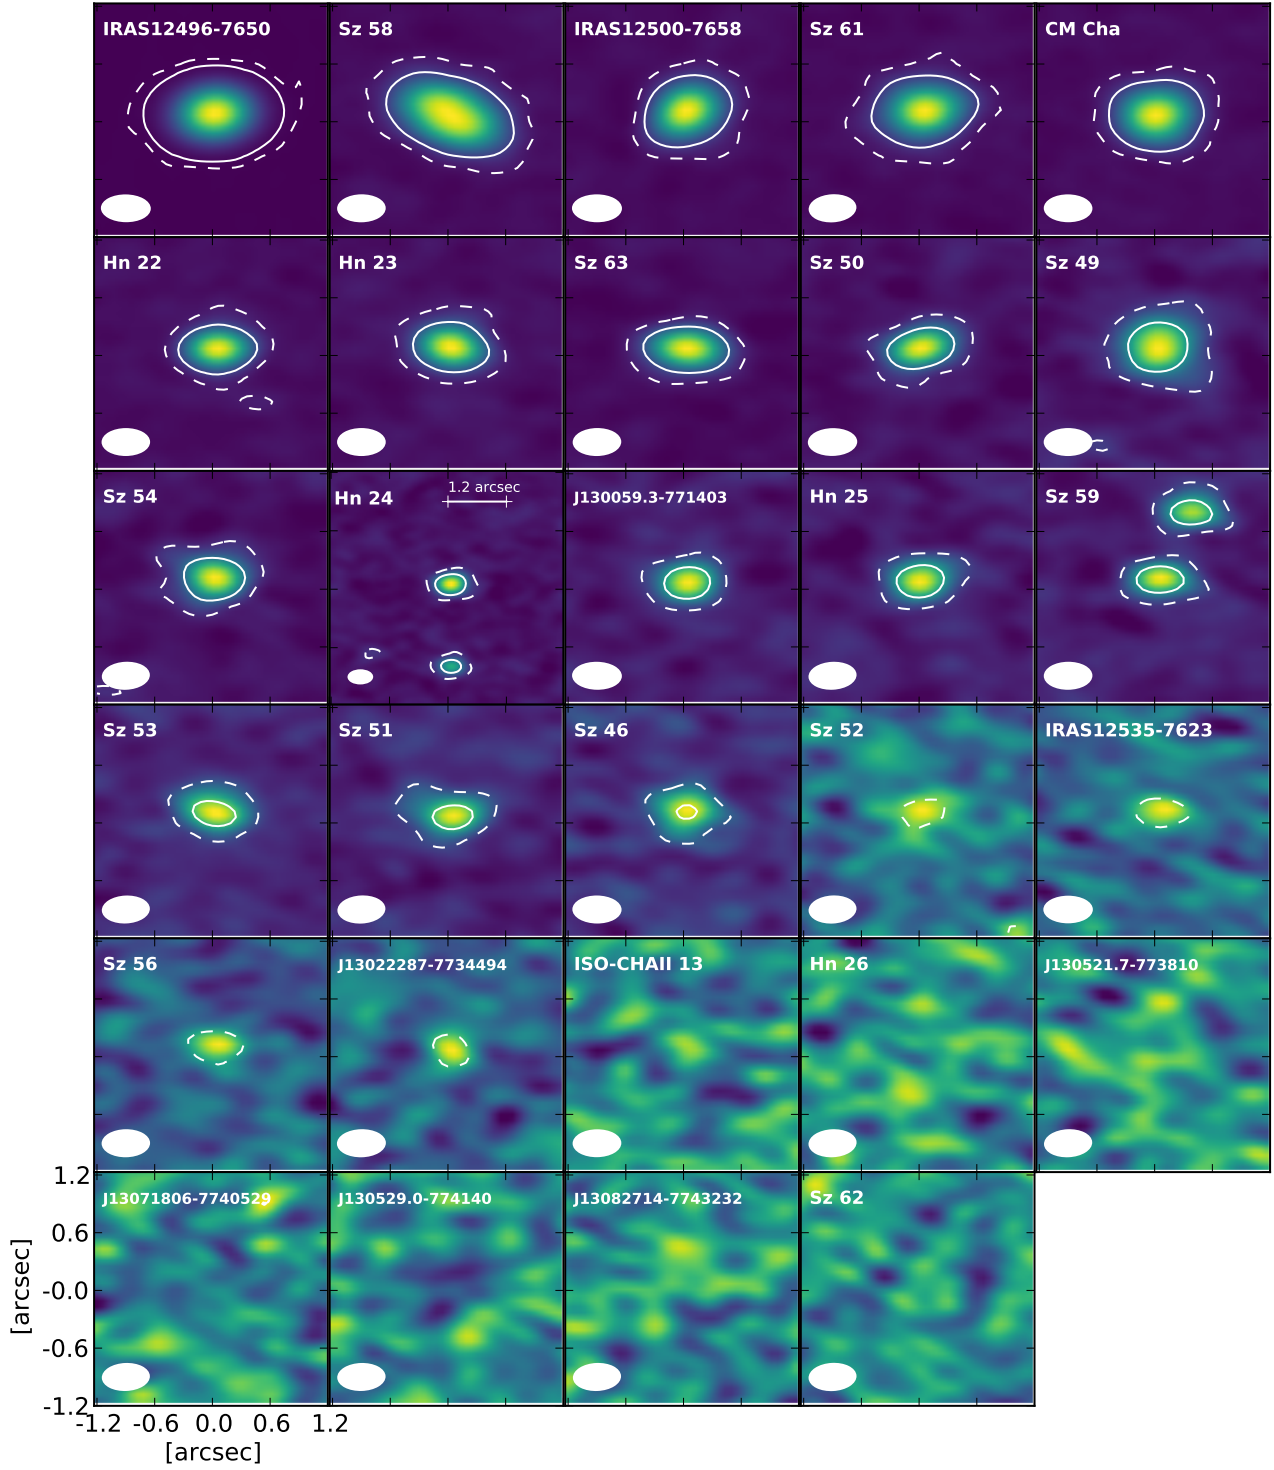 IRAS12496-7650
Sz 58
IRAS12500-7658
Sz 61
CM Cha
Hn 22
Hn 23
Sz 63
Sz 50
Sz 49
Sz 54
Hn 24
1.2 arcsec
J130059.3-771403
Hn 25
Sz 59
Sz 53
Sz 51
Sz 46
Sz 52
IRAS12535-7623
Sz 56
J13022287-7734494
ISO-CHAII 13
Hn 26
J130521.7-773810
J13071806-7740529
J130529.0-774140
J13082714-7743232
Sz 62
1.2
0.6
-0.0
-0.6
-1.2
[arcsec]
-1.2 -0.6 0.0 0.6 1.2
[arcsec]